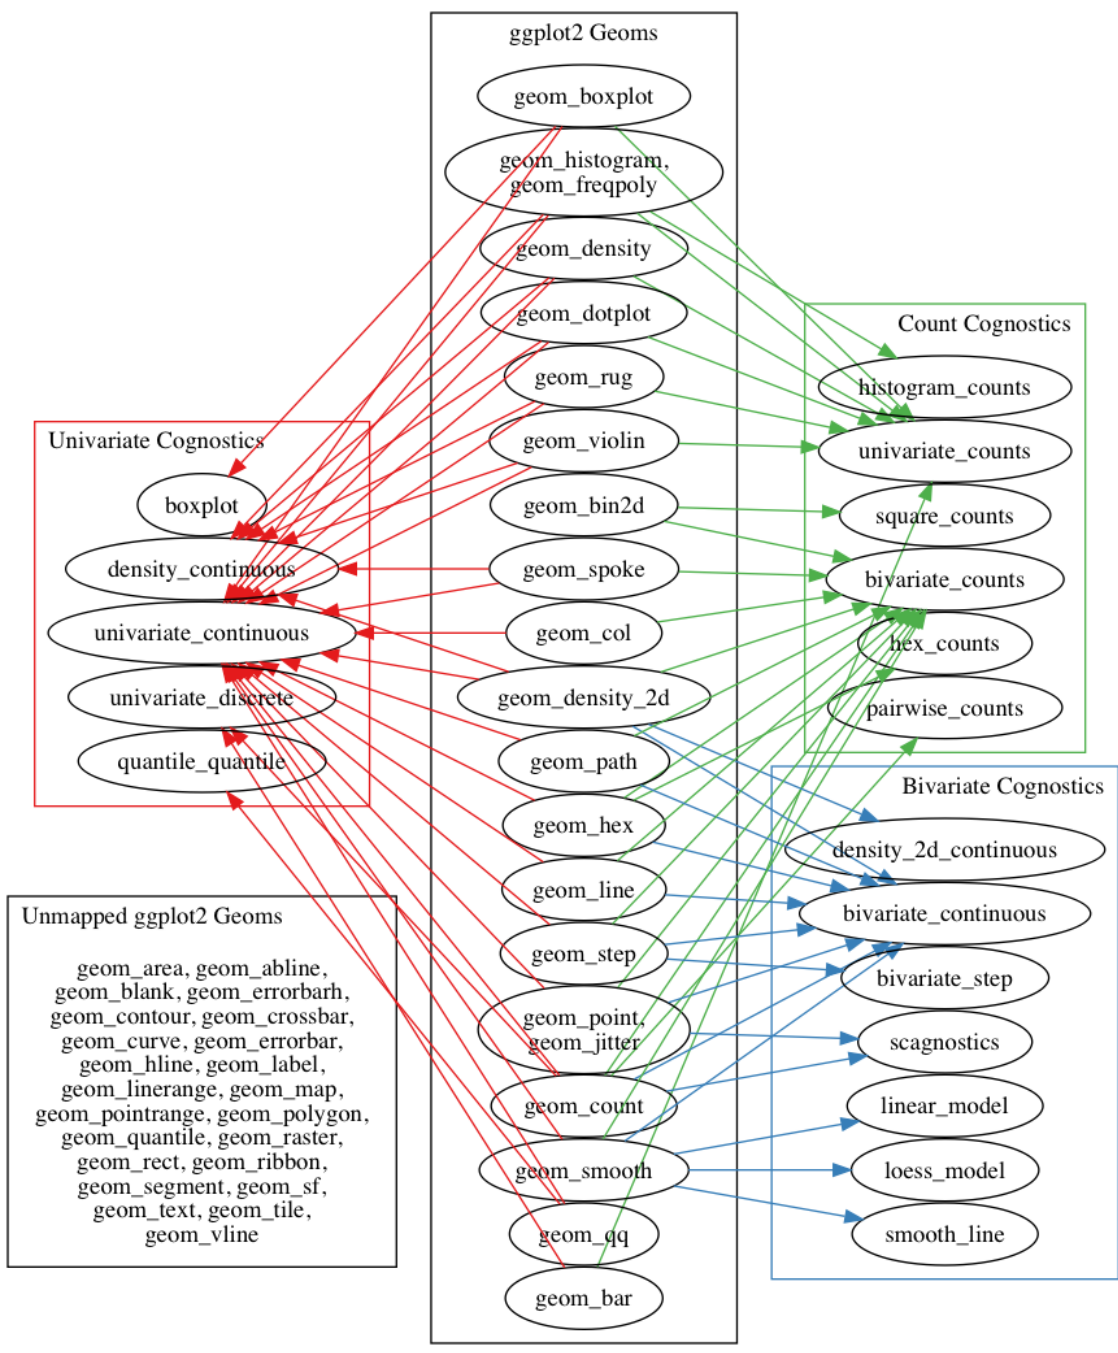 ggplot2 Geoms
geom_boxplot
geom_histogram,
geom_freqpoly
geom_density
geom_dotplot
geom_rug
geom_violin
geom_bin2d
geom_spoke
geom_col
geom_density_2d
geom_path
geom_hex
geom_line
geom_step
geom_point,
geom_jitter
geom_count
geom_smooth
geom_qq
geom_bar
Univariate Cognostics
boxplot
density_continuous
univariate_continuous
univariate_discrete
quantile_quantile
Unmapped ggplot2 Geoms
geom_area, geom_abline,
geom_blank, geom_errorbarh,
geom_contour, geom_crossbar,
geom_curve, geom_errorbar,
geom_hline, geom_label,
geom_linerange, geom_map,
geom_pointrange, geom_polygon,
geom_quantile, geom_raster,
geom_rect, geom_ribbon,
geom_segment, geom_sf,
geom_text, geom_tile,
geom_vline
Count Cognostics
histogram_counts
univariate_counts
square_counts
bivariate_counts
hex_counts
pairwise_counts
Bivariate Cognostics
density_2d_continuous
bivariate_continuous
bivariate_step
scagnostics
linear_model
loess_model
smooth_line